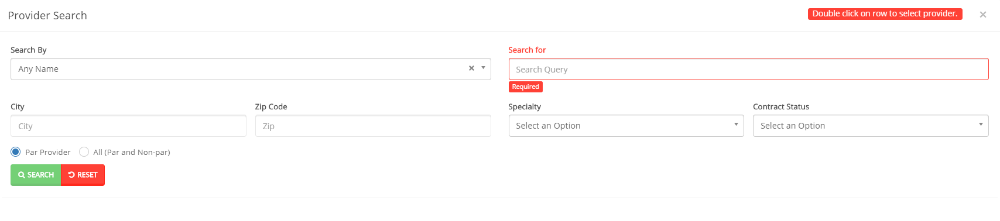 Provider Search
Double click on row to select provider.
×
Search By
Search for
Any Name ×
Search Query
Required
City
Zip Code
Specialty
Contract Status
City
Zip
Select an Option
Select an Option
Par Provider
All (Par and Non-par)
SEARCH
RESET